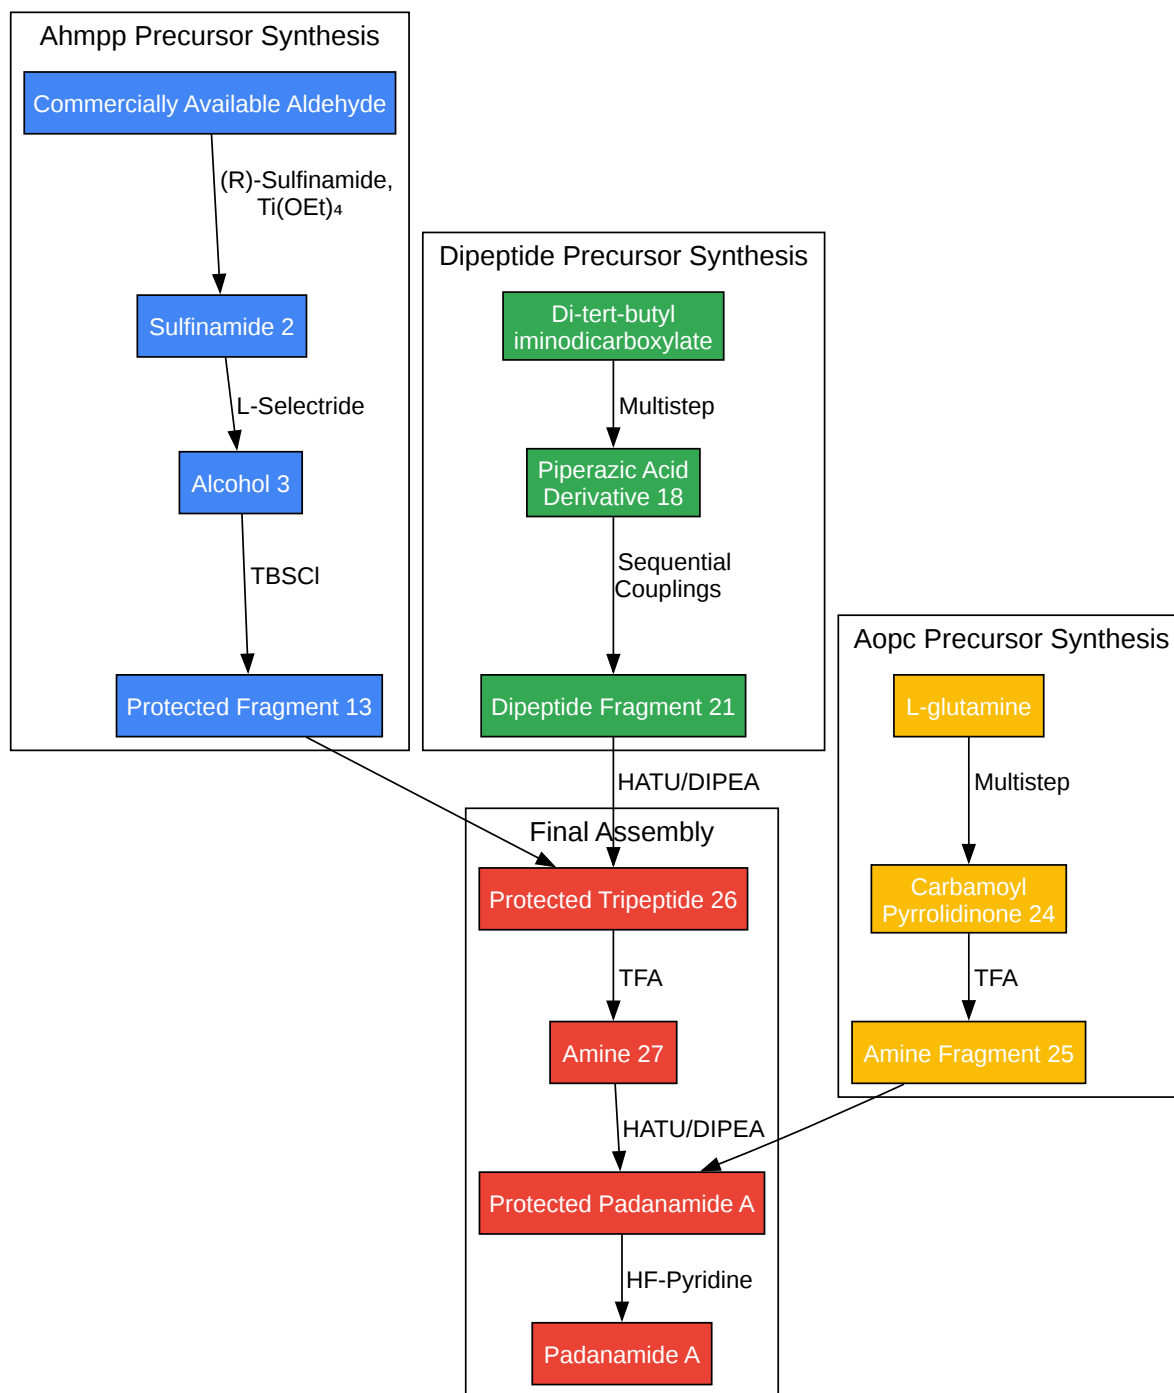 Ahmpp Precursor Synthesis
Commercially Available Aldehyde
(R)-Sulfinamide,
Ti(OEt)₄
Sulfinamide 2
L-Selectride
Alcohol 3
TBSCl
Protected Fragment 13
Dipeptide Precursor Synthesis
Di-tert-butyl
iminodicarboxylate
Multistep
Piperazic Acid
Derivative 18
Sequential
Couplings
Dipeptide Fragment 21
HATU/DIPEA
Aopc Precursor Synthesis
L-glutamine
Multistep
Carbamoyl
Pyrrolidinone 24
TFA
Amine Fragment 25
Final Assembly
Protected Tripeptide 26
TFA
Amine 27
HATU/DIPEA
Protected Padanamide A
HF-Pyridine
Padanamide A